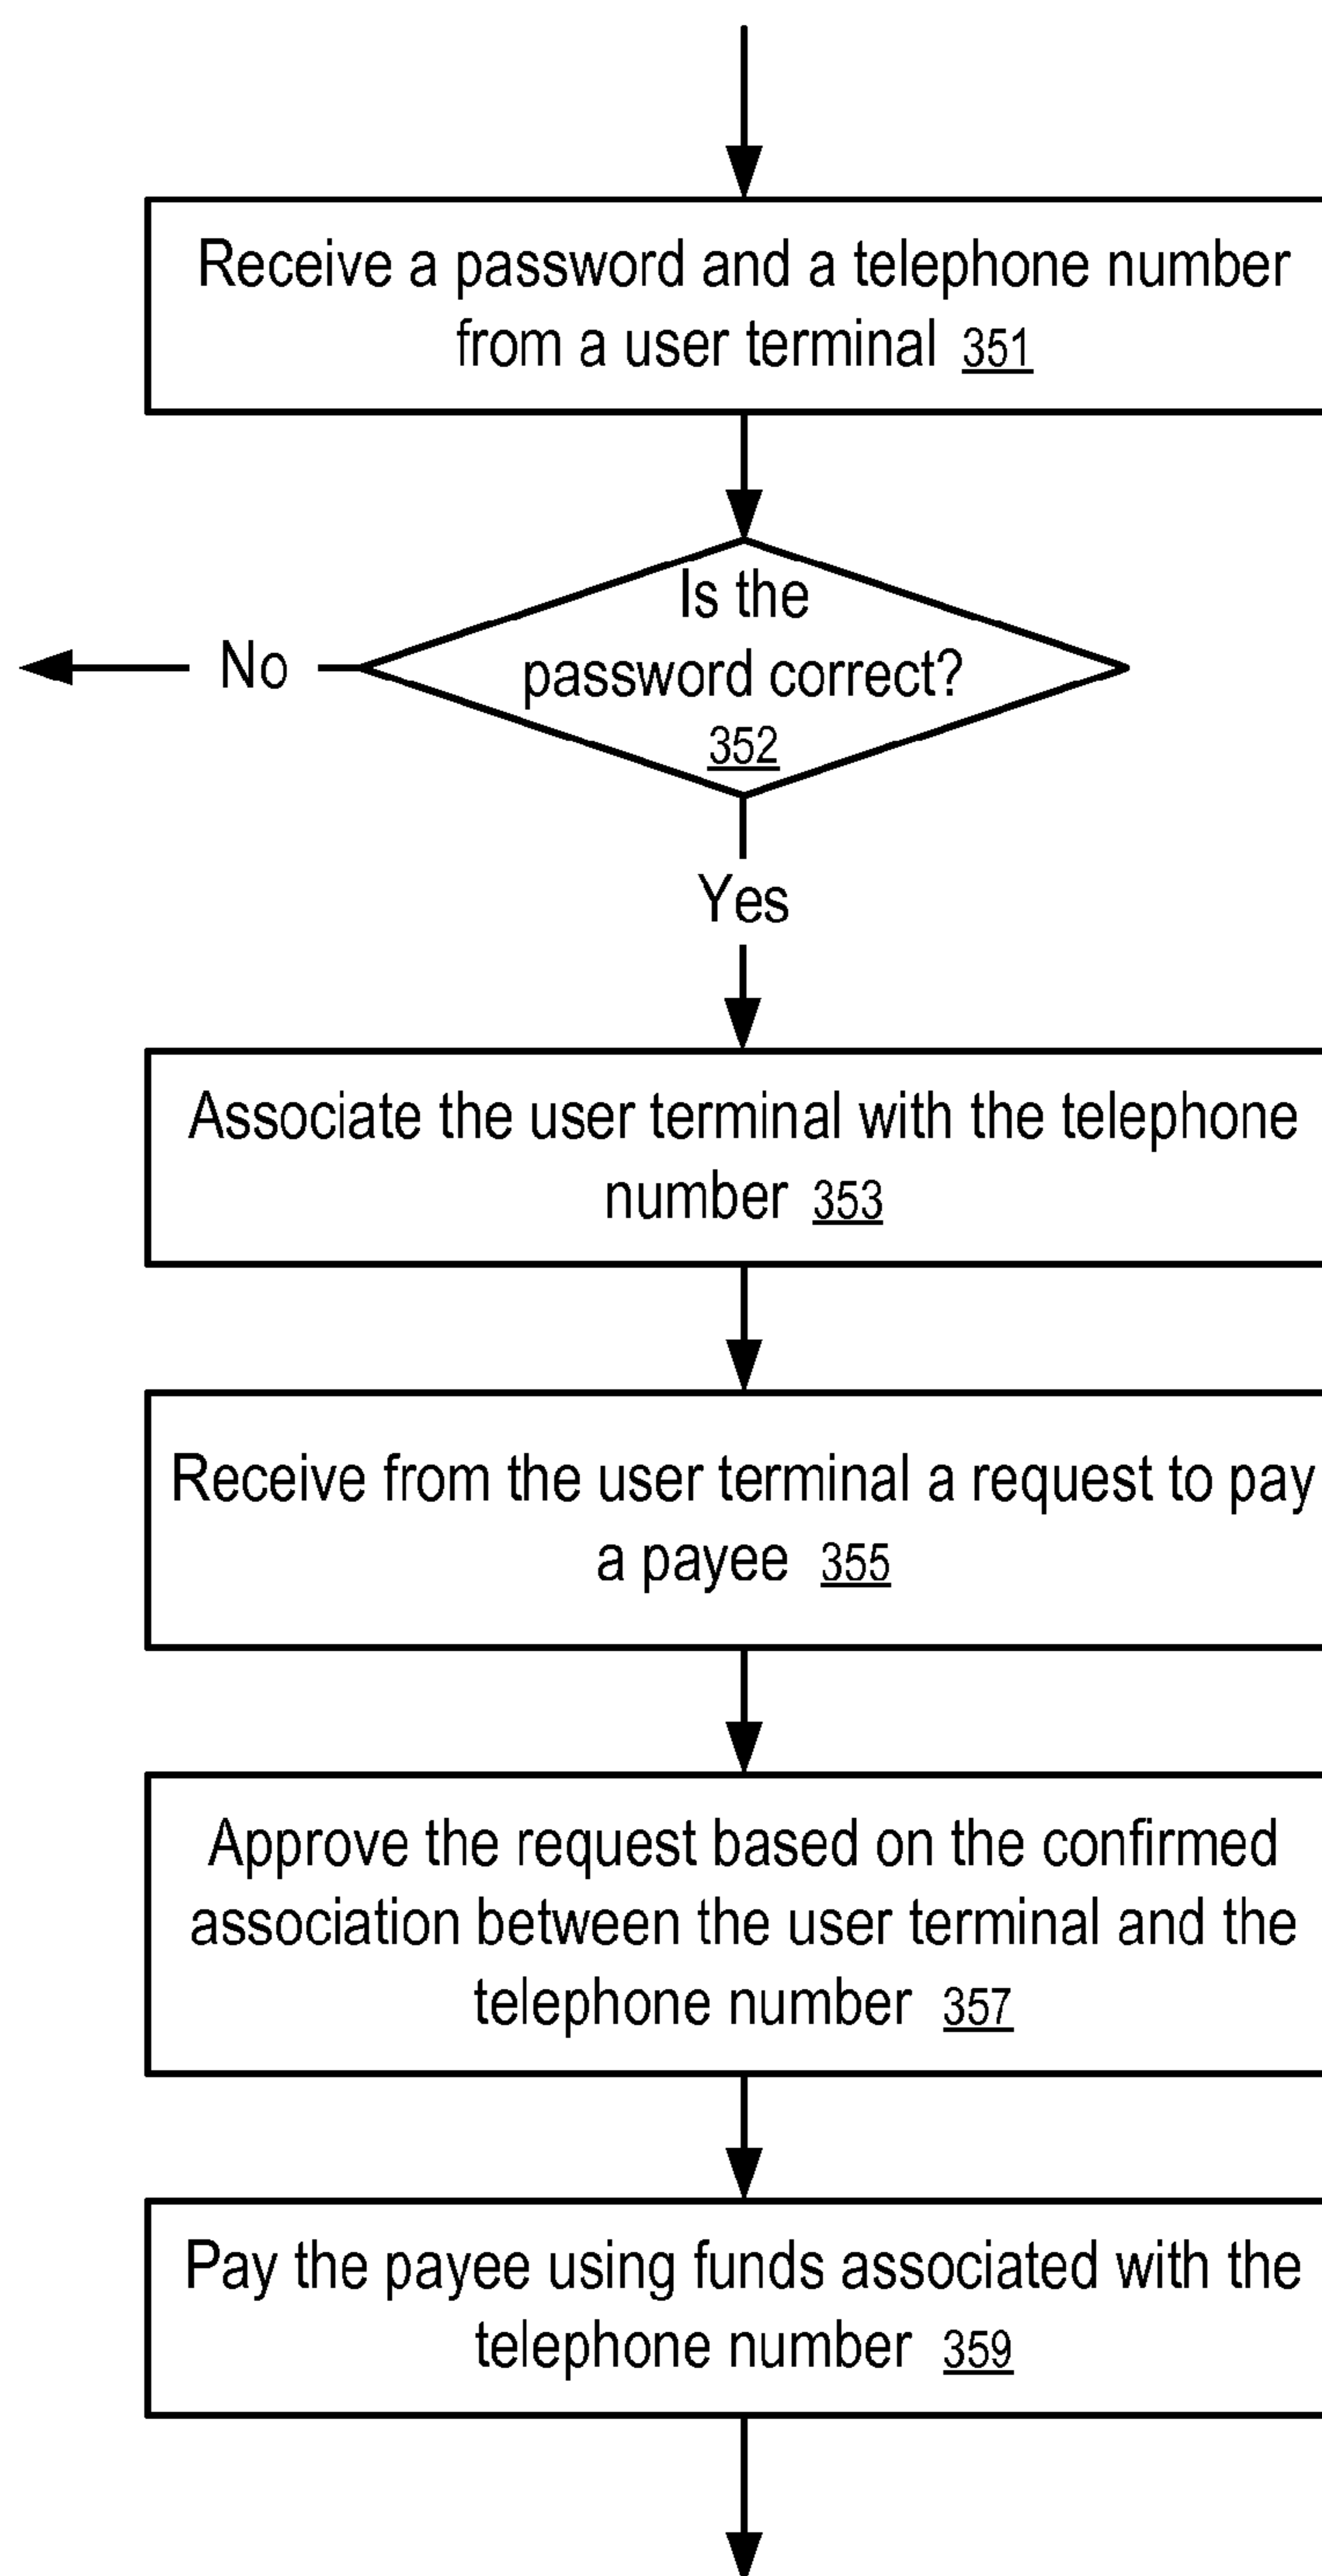 Receive a password and a telephone number
from a user terminal 351
Is the
password correct?
352
No
Yes
Associate the user terminal with the telephone
number 353
Receive from the user terminal a request to pay
a payee 355
Approve the request based on the confirmed
association between the user terminal and the
telephone number 357
Pay the payee using funds associated with the
telephone number 359